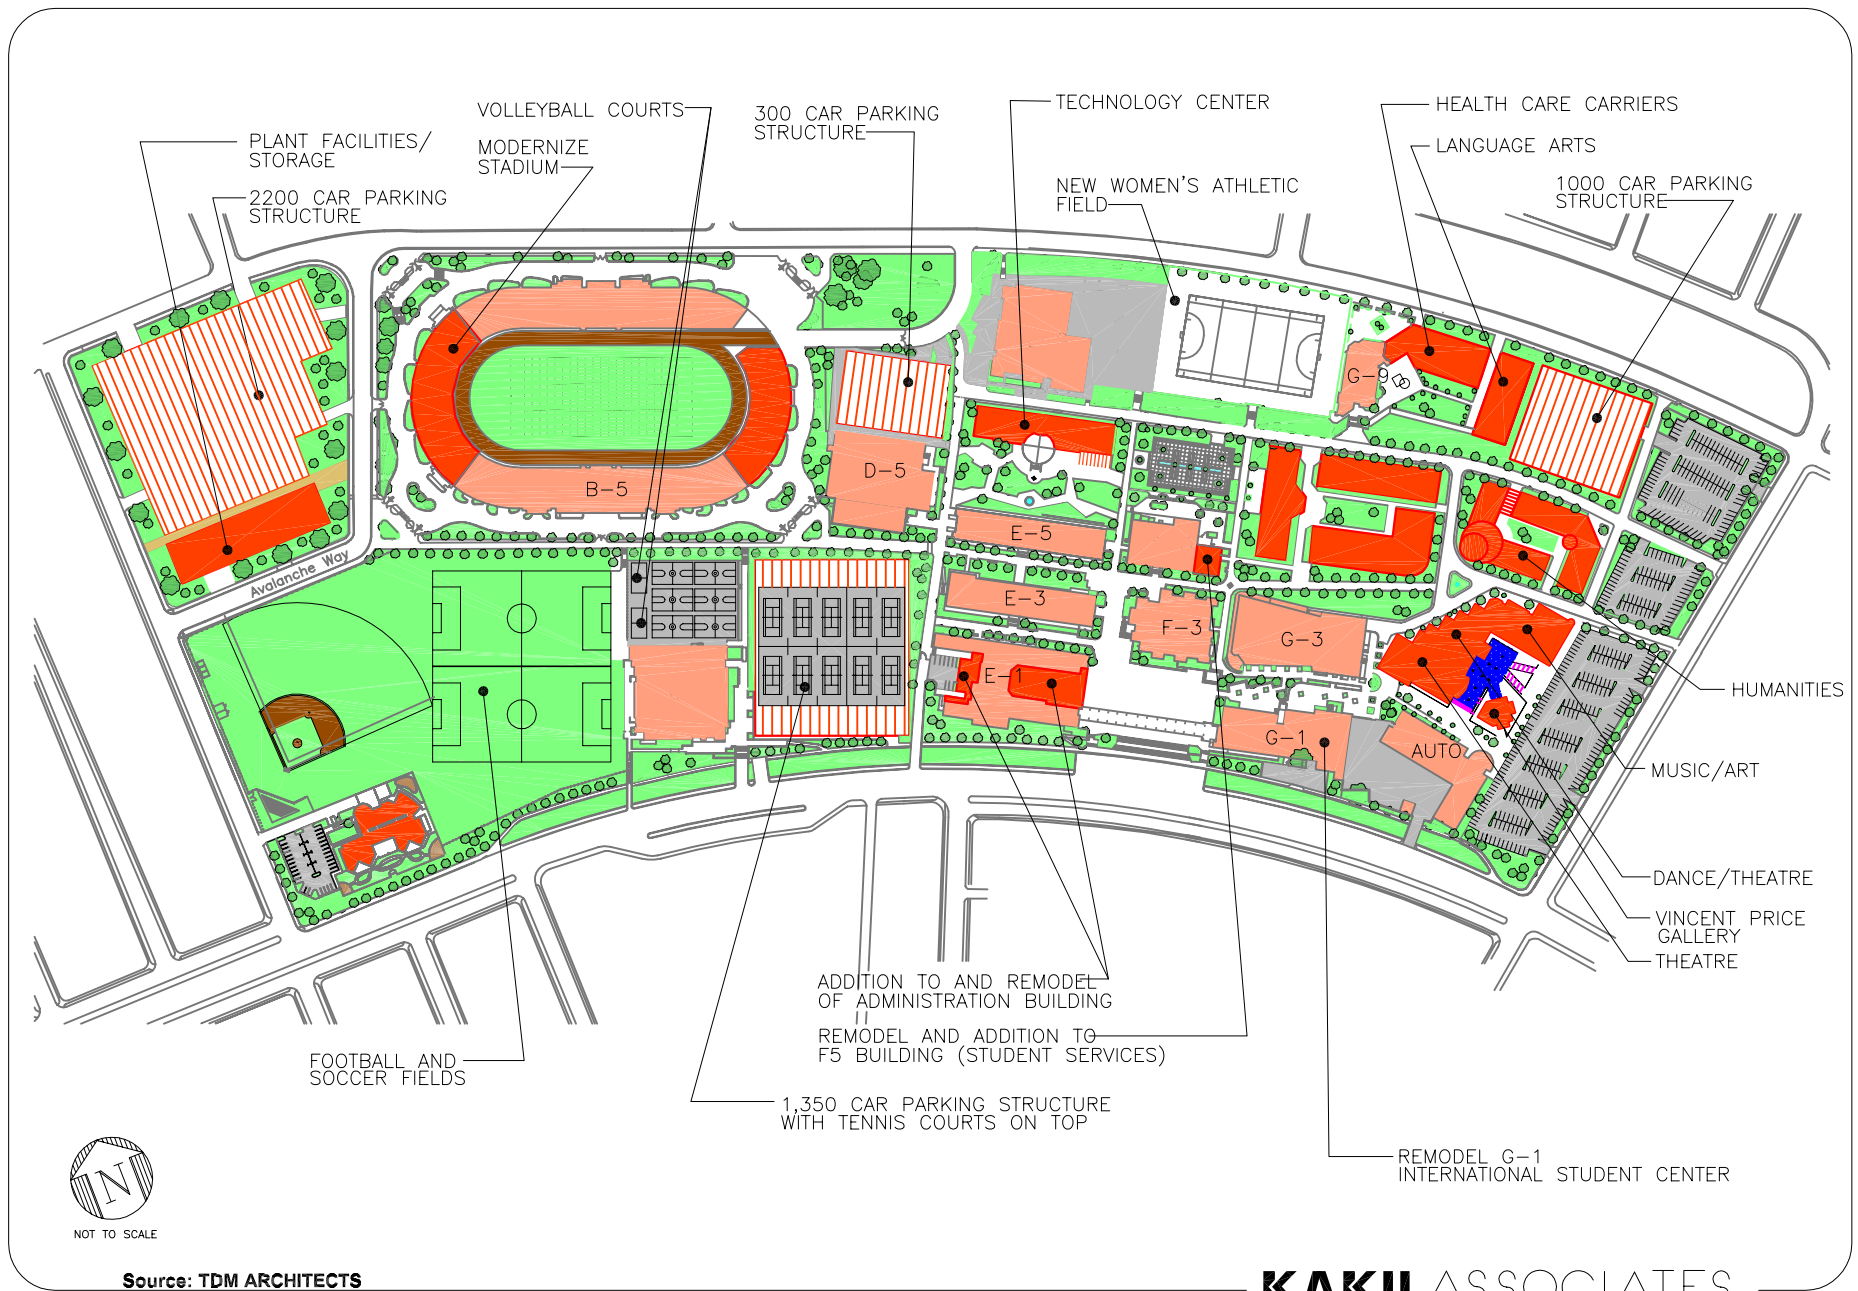 VOLLEYBALL COURTS
300 CAR PARKING
STRUCTURE
TECHNOLOGY CENTER
HEALTH CARE CARRIERS
PLANT FACILITIES/
STORAGE
MODERNIZE
STADIUM
LANGUAGE ARTS
2200 CAR PARKING
STRUCTURE
NEW WOMEN'S ATHLETIC
FIELD
1000 CAR PARKING
STRUCTURE
G-9
D-5
B-5
E-5
Avalanche Way
E-3
F-3
G-3
E-1
HUMANITIES
G-1
AUTO
MUSIC/ART
DANCE/THEATRE
VINCENT PRICE
GALLERY
THEATRE
ADDITION TO AND REMODEL
OF ADMINISTRATION BUILDING
REMODEL AND ADDITION TO
F5 BUILDING (STUDENT SERVICES)
FOOTBALL AND
SOCCER FIELDS
1,350 CAR PARKING STRUCTURE
WITH TENNIS COURTS ON TOP
REMODEL G-1
INTERNATIONAL STUDENT CENTER
N
NOT TO SCALE
Source: TDM ARCHITECTS
KAKU ASSOCIATES